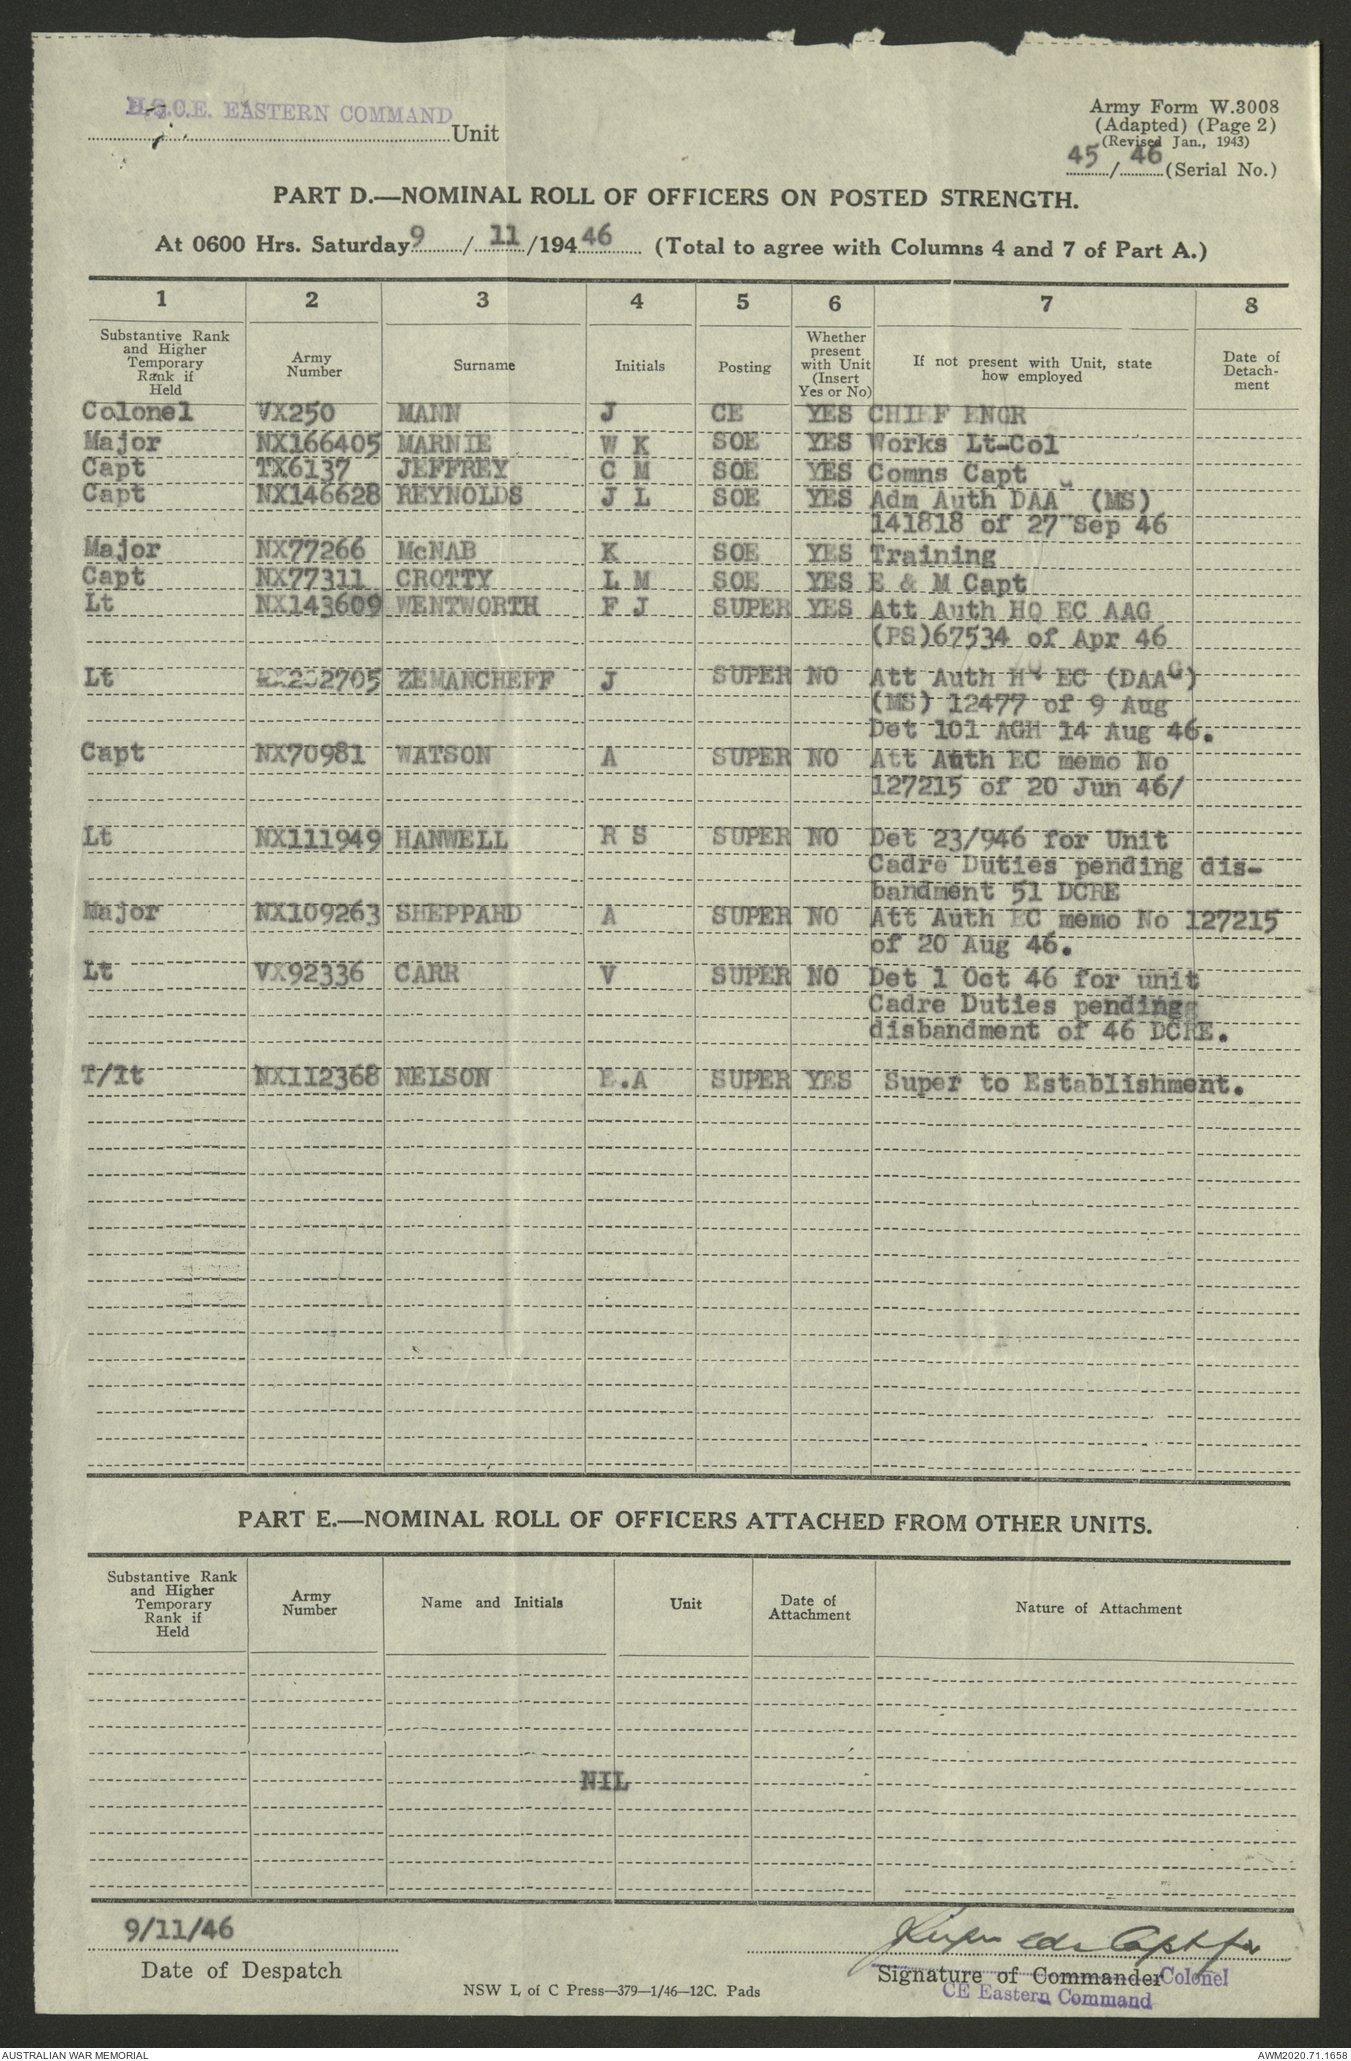 C.E. EASTERN COMMAND Unit
Army Form W.3008
(Adapted) (Page 2)
(Revised Jan., 1943)
45 / 46 (Serial No.)
PART D.—NOMINAL ROLL OF OFFICERS ON POSTED STRENGTH.
At 0600 Hrs. Saturday 9 / 11 /194 46 (Total to agree with Columns 4 and 7 of Part A.)
1 2 3 4 5 6 7 8
Substantive Rank and Higher Temporary Rank if Held
Army Number
Surname
Initials
Posting
Whether present with Unit (Insert Yes or No)
If not present with Unit, state how employed
Date of Detach-ment
Colonel VX250 MANN J CE YES CHIEF ENGR
Major NX166405 MARNIE W K SOE YES Works Lt-Col
Capt TX6137 JEFFREY C M SOE YES Comns Capt
Capt NX146628 REYNOLDS J L SOE YES Adm Auth DAA (MS)
141818 of 27 Sep 46
Major NX77266 McNAB K SOE YES Training
Capt NX77311 CROTTY L M SOE YES E & M Capt
Lt NX143609 WENTWORTH F J SUPER YES Att Auth HQ EC AAG
(PS)67534 of Apr 46
Lt ZEMANCHEFF J SUPER NO Att Auth HQ EC (DAAG)
(MS) 12477 of 9 Aug
Det 101 AGH 14 Aug 46.
Capt NX70981 WATSON A SUPER NO Att Auth EC memo No
127215 of 20 Jun 46/
Lt NX111949 HANWELL R S SUPER NO Det 23/946 for Unit
Cadre Duties pending dis-
bandment 51 DCRE
Major NX109263 SHEPPARD A SUPER NO Att Auth EC memo No 127215
of 20 Aug 46.
Lt VX92336 CARR V SUPER NO Det 1 Oct 46 for unit
Cadre Duties pending
disbandment of 46 DCRE.
T/Lt NX112368 NELSON E.A SUPER YES Super to Establishment.
PART E.—NOMINAL ROLL OF OFFICERS ATTACHED FROM OTHER UNITS.
Substantive Rank and Higher Temporary Rank if Held
Army Number
Name and Initials
Unit
Date of Attachment
Nature of Attachment
NIL
9/11/46
Date of Despatch
Capt for
Signature of Commander Colonel
CE Eastern Command
NSW L of C Press—379—1/46—12C. Pads
AUSTRALIAN WAR MEMORIAL
AWM2020.71.1658